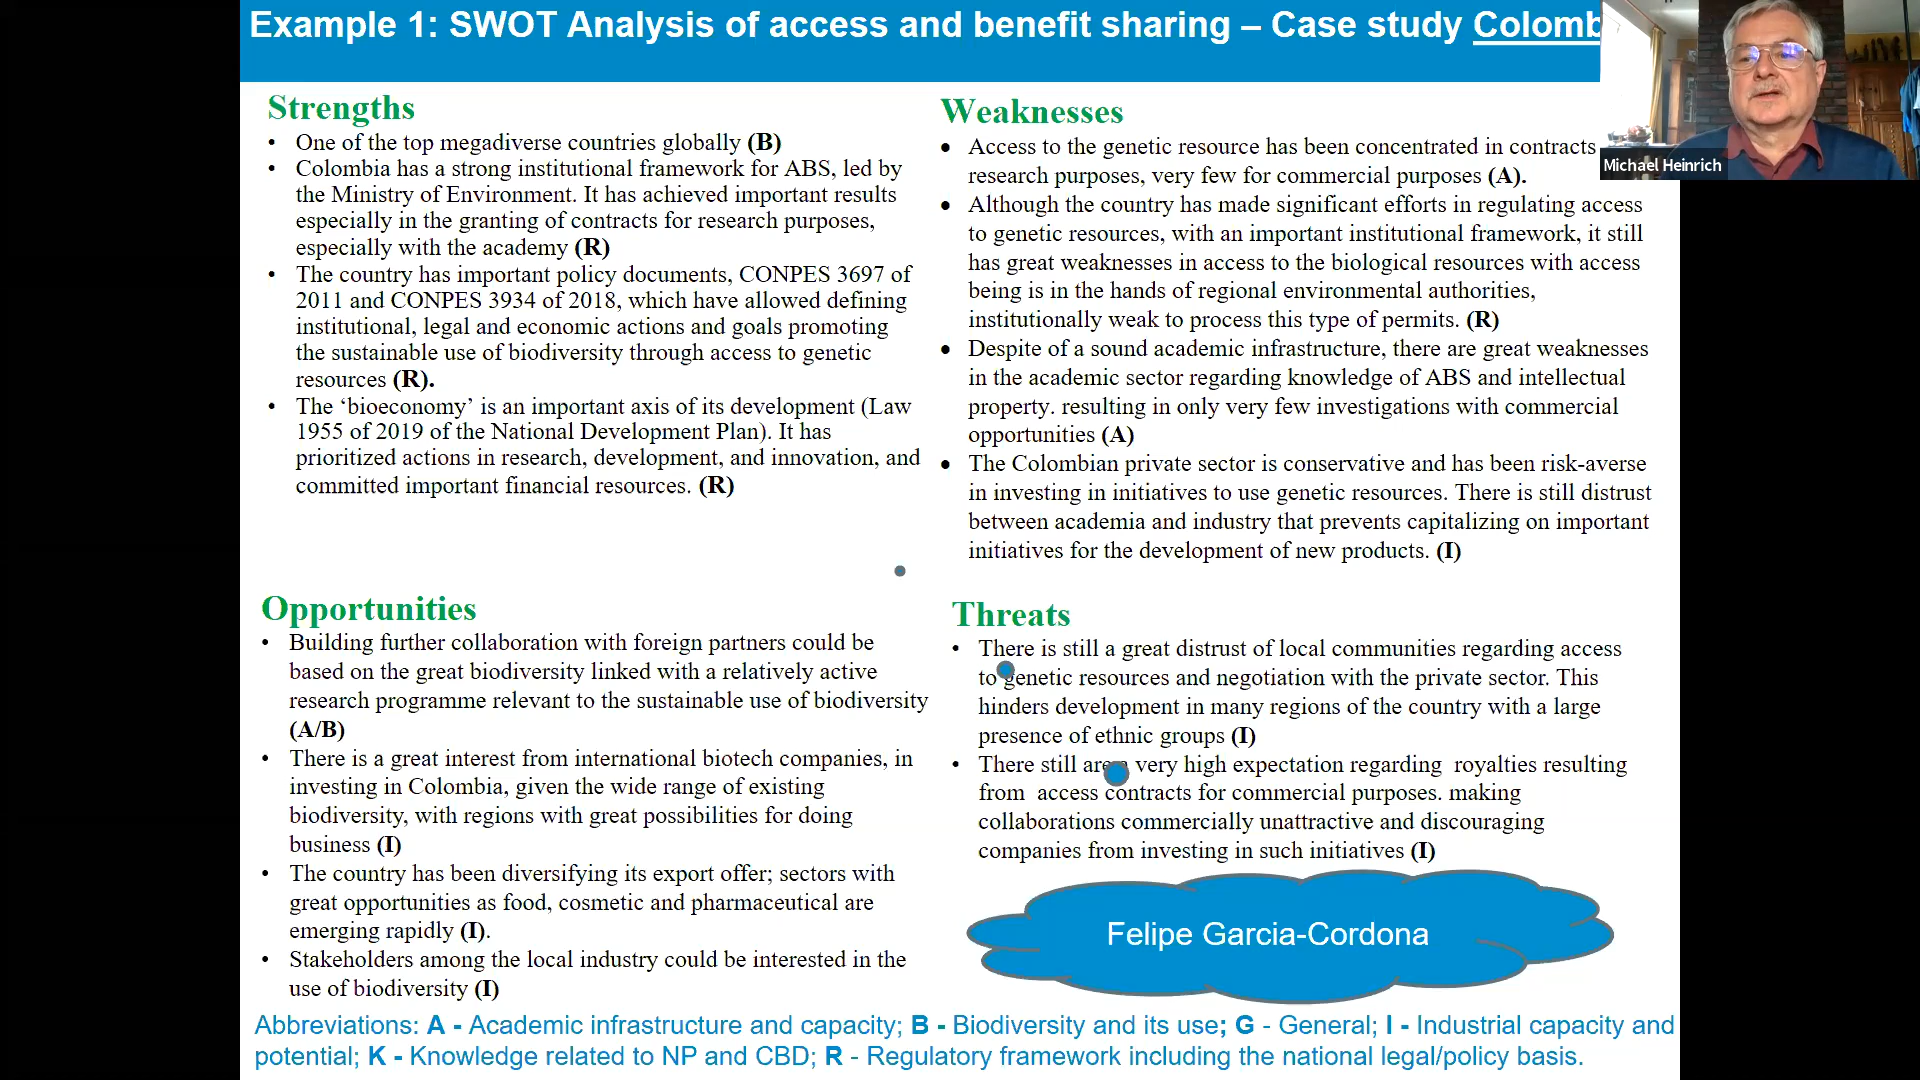 Example 1: SWOT Analysis of access and benefit sharing – Case study Colomb
Michael Heinrich
Strengths
• One of the top megadiverse countries globally (B)
• Colombia has a strong institutional framework for ABS, led by
the Ministry of Environment. It has achieved important results
especially in the granting of contracts for research purposes,
especially with the academy (R)
• The country has important policy documents, CONPES 3697 of
2011 and CONPES 3934 of 2018, which have allowed defining
institutional, legal and economic actions and goals promoting
the sustainable use of biodiversity through access to genetic
resources (R).
• The ‘bioeconomy’ is an important axis of its development (Law
1955 of 2019 of the National Development Plan). It has
prioritized actions in research, development, and innovation, and
committed important financial resources. (R)
Weaknesses
• Access to the genetic resource has been concentrated in contracts
research purposes, very few for commercial purposes (A).
• Although the country has made significant efforts in regulating access
to genetic resources, with an important institutional framework, it still
has great weaknesses in access to the biological resources with access
being is in the hands of regional environmental authorities,
institutionally weak to process this type of permits. (R)
• Despite of a sound academic infrastructure, there are great weaknesses
in the academic sector regarding knowledge of ABS and intellectual
property. resulting in only very few investigations with commercial
opportunities (A)
• The Colombian private sector is conservative and has been risk-averse
in investing in initiatives to use genetic resources. There is still distrust
between academia and industry that prevents capitalizing on important
initiatives for the development of new products. (I)
Opportunities
• Building further collaboration with foreign partners could be
based on the great biodiversity linked with a relatively active
research programme relevant to the sustainable use of biodiversity
(A/B)
• There is a great interest from international biotech companies, in
investing in Colombia, given the wide range of existing
biodiversity, with regions with great possibilities for doing
business (I)
• The country has been diversifying its export offer; sectors with
great opportunities as food, cosmetic and pharmaceutical are
emerging rapidly (I).
• Stakeholders among the local industry could be interested in the
use of biodiversity (I)
Threats
• There is still a great distrust of local communities regarding access
to genetic resources and negotiation with the private sector. This
hinders development in many regions of the country with a large
presence of ethnic groups (I)
• There still are a very high expectation regarding royalties resulting
from access contracts for commercial purposes. making
collaborations commercially unattractive and discouraging
companies from investing in such initiatives (I)
Felipe Garcia-Cordona
Abbreviations: A - Academic infrastructure and capacity; B - Biodiversity and its use; G - General; I - Industrial capacity and
potential; K - Knowledge related to NP and CBD; R - Regulatory framework including the national legal/policy basis.